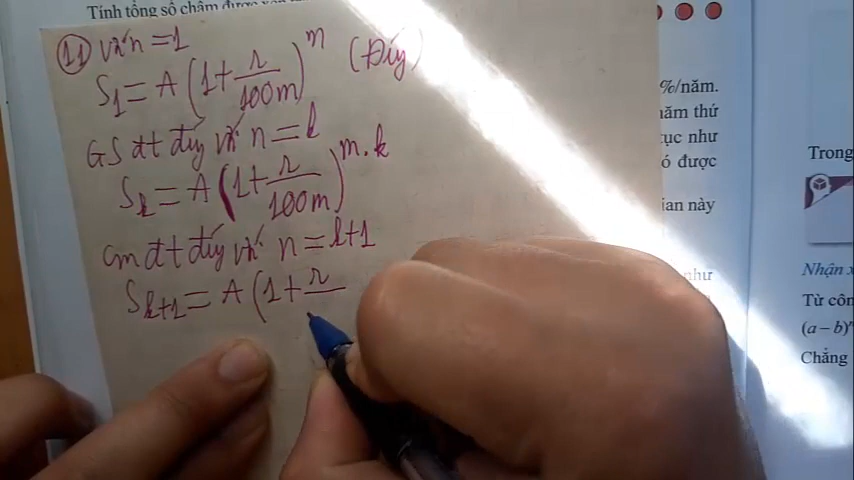 Tính tổng số chấm được
11 với n = 1
S1 = A (1 + r/100m)^m (Đúng)
GS đt đúng với n = k
Sk = A (1 + r/100m)^m.k
cm đt đúng với n = k+1
Sk+1 = A (1 + r
%/năm.
năm thứ
tục như
ó được
ian này
như
Trong
Nhận x
Từ côn
(a – b)
Chẳng